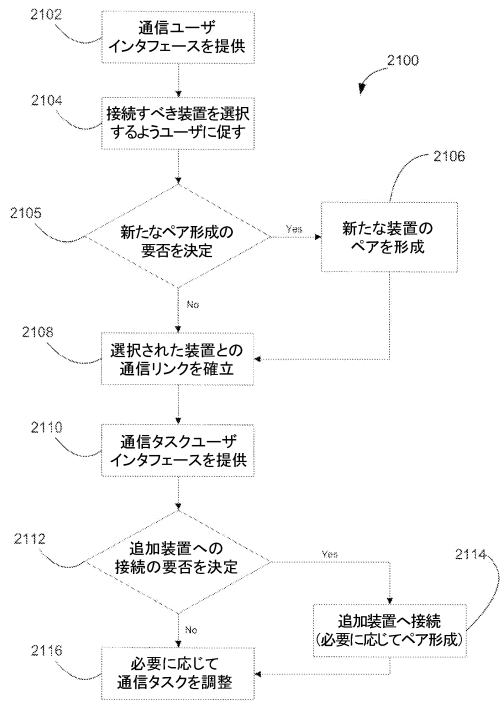 2102
通信ユーザ
インタフェースを提供
2100
2104
接続すべき装置を選択
するようユーザに促す
2106
2105
新たなペア形成の
要否を決定
Yes
新たな装置の
ペアを形成
No
2108
選択された装置との
通信リンクを確立
2110
通信タスクユーザ
インタフェースを提供
2112
追加装置への
接続の要否を決定
Yes
2114
追加装置へ接続
(必要に応じてペア形成)
No
2116
必要に応じて
通信タスクを調整